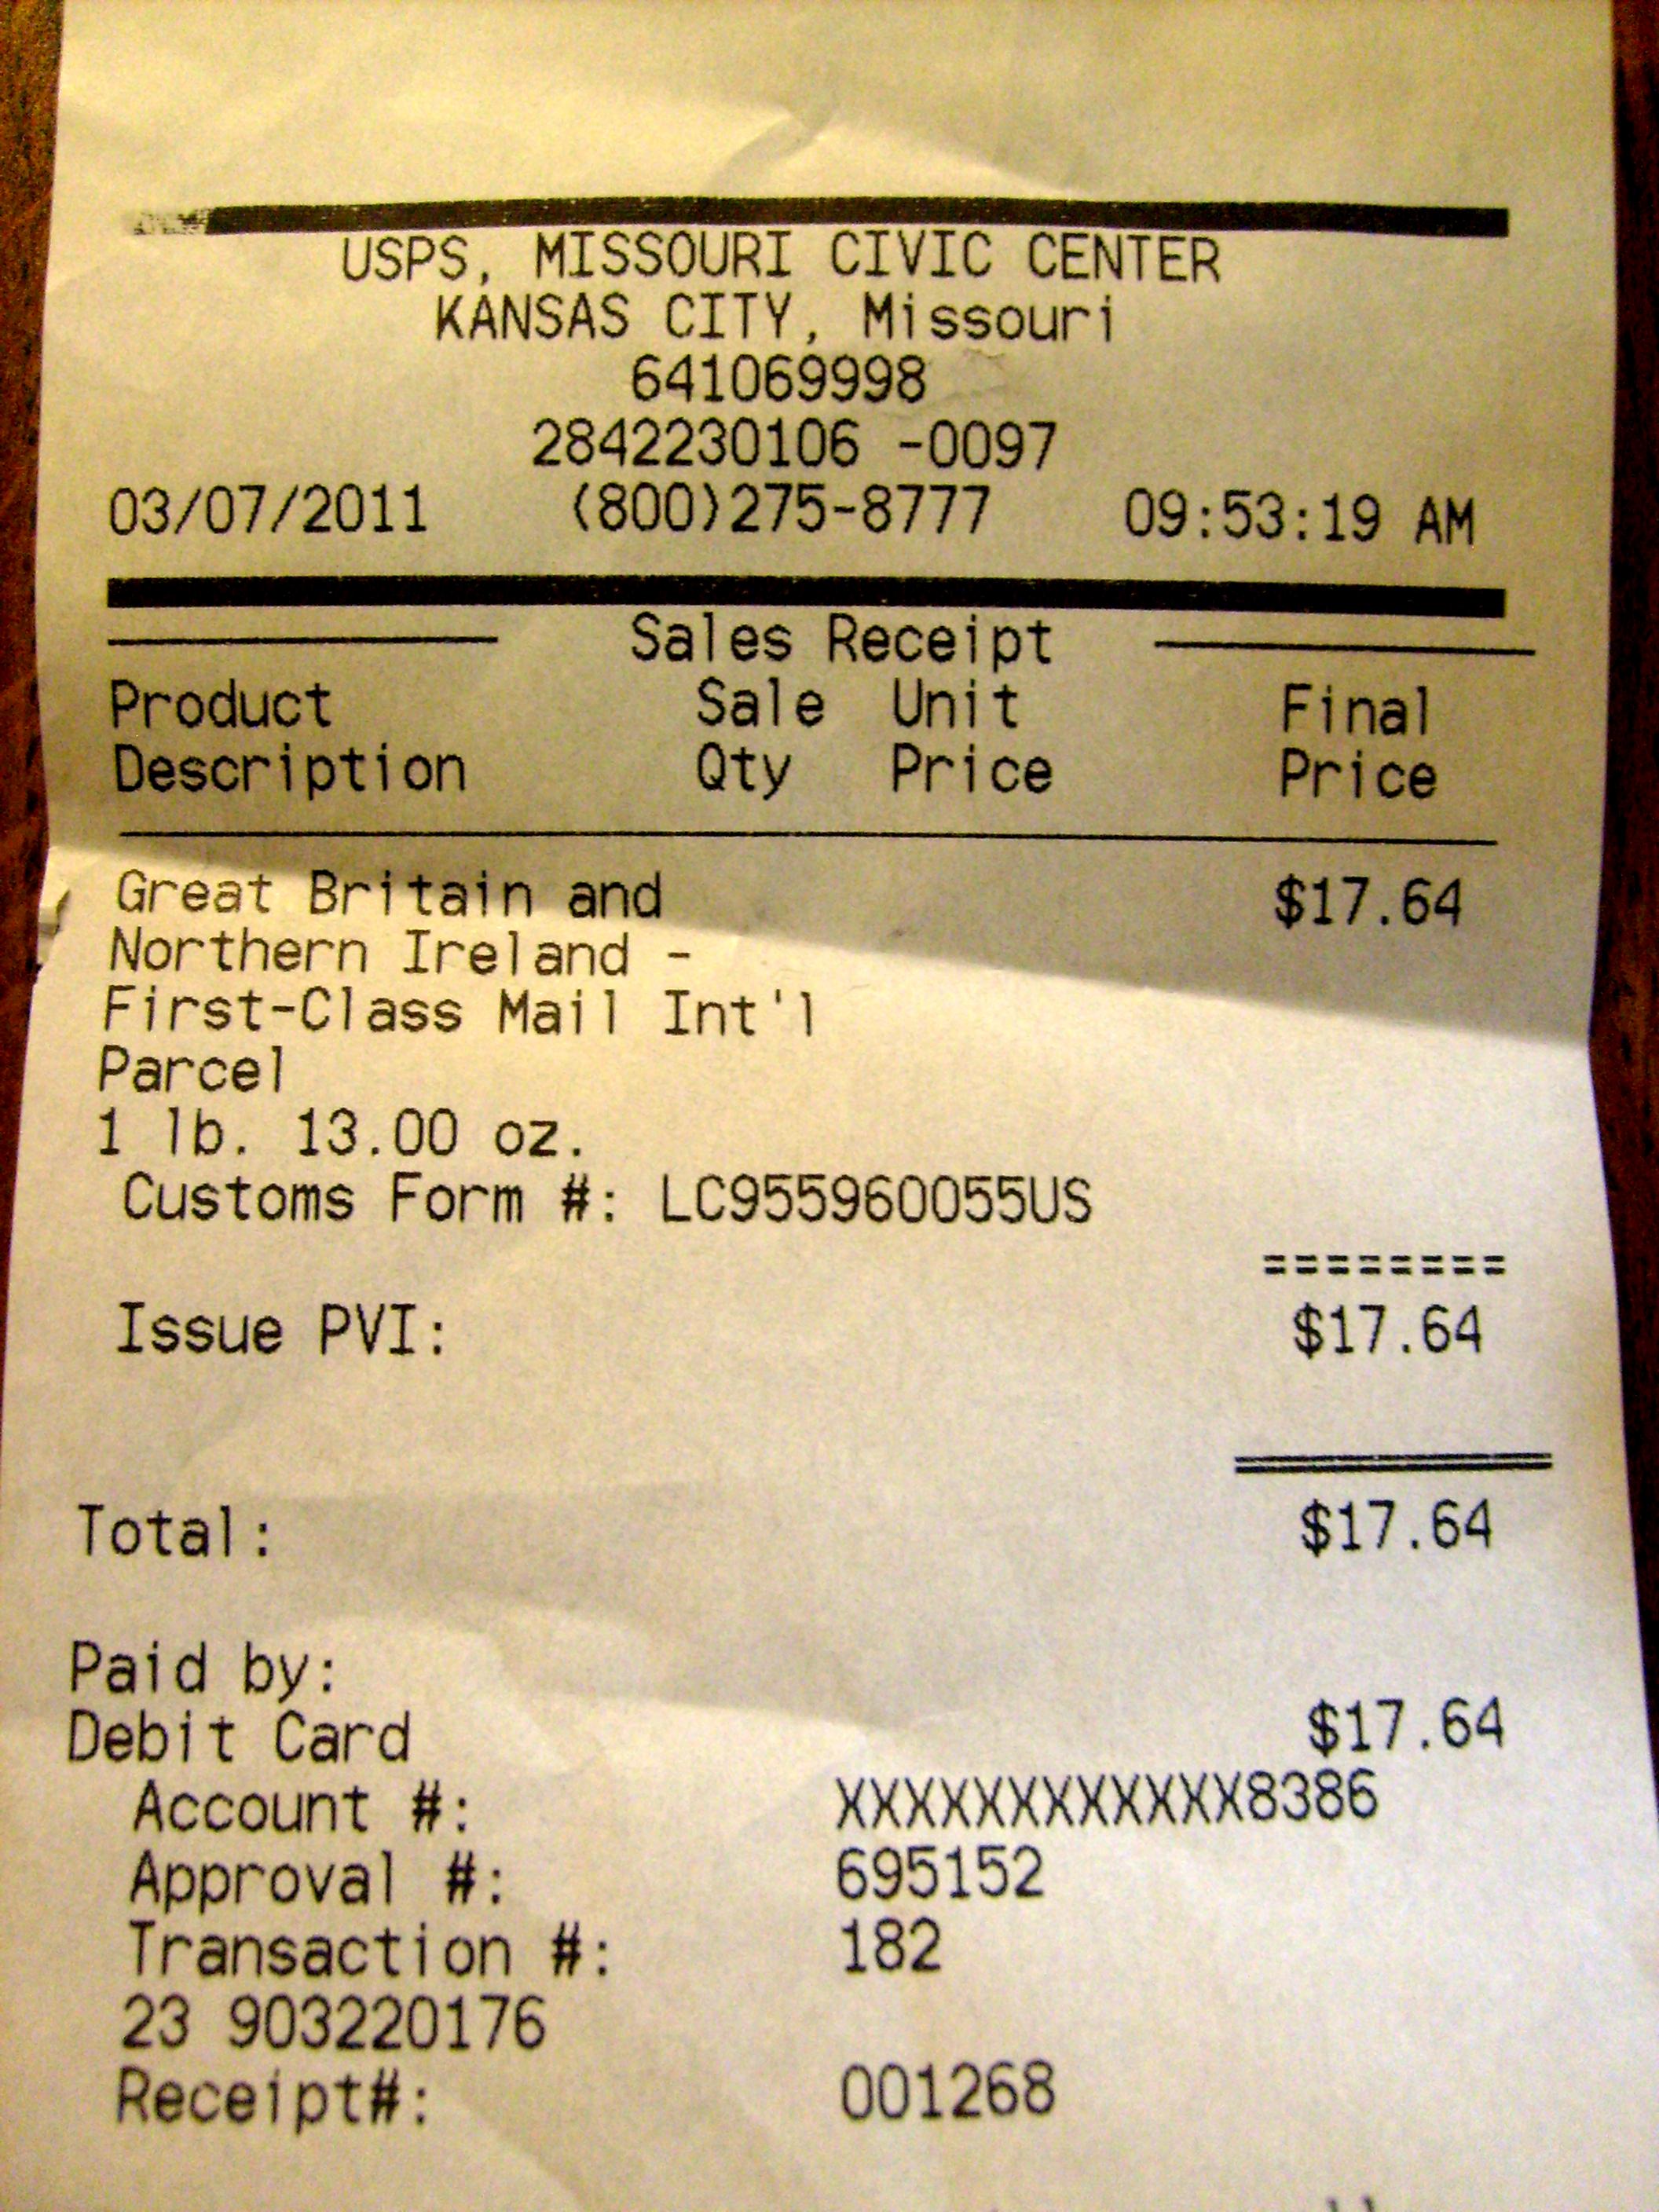 USPS, MISSOURI CIVIC CENTER
KANSAS CITY, Missouri
641069998
2842230106 -0097
03/07/2011 (800)275-8777 09:53:19 AM
Sales Receipt
Product Sale Unit Final
Description Qty Price Price
Great Britain and $17.64
Northern Ireland -
First-Class Mail Int'l
Parcel
1 lb. 13.00 oz.
Customs Form #: LC955960055US
========
Issue PVI: $17.64
Total: $17.64
Paid by:
Debit Card $17.64
Account #: XXXXXXXXXXXX8386
Approval #: 695152
Transaction #: 182
23 903220176
Receipt#: 001268